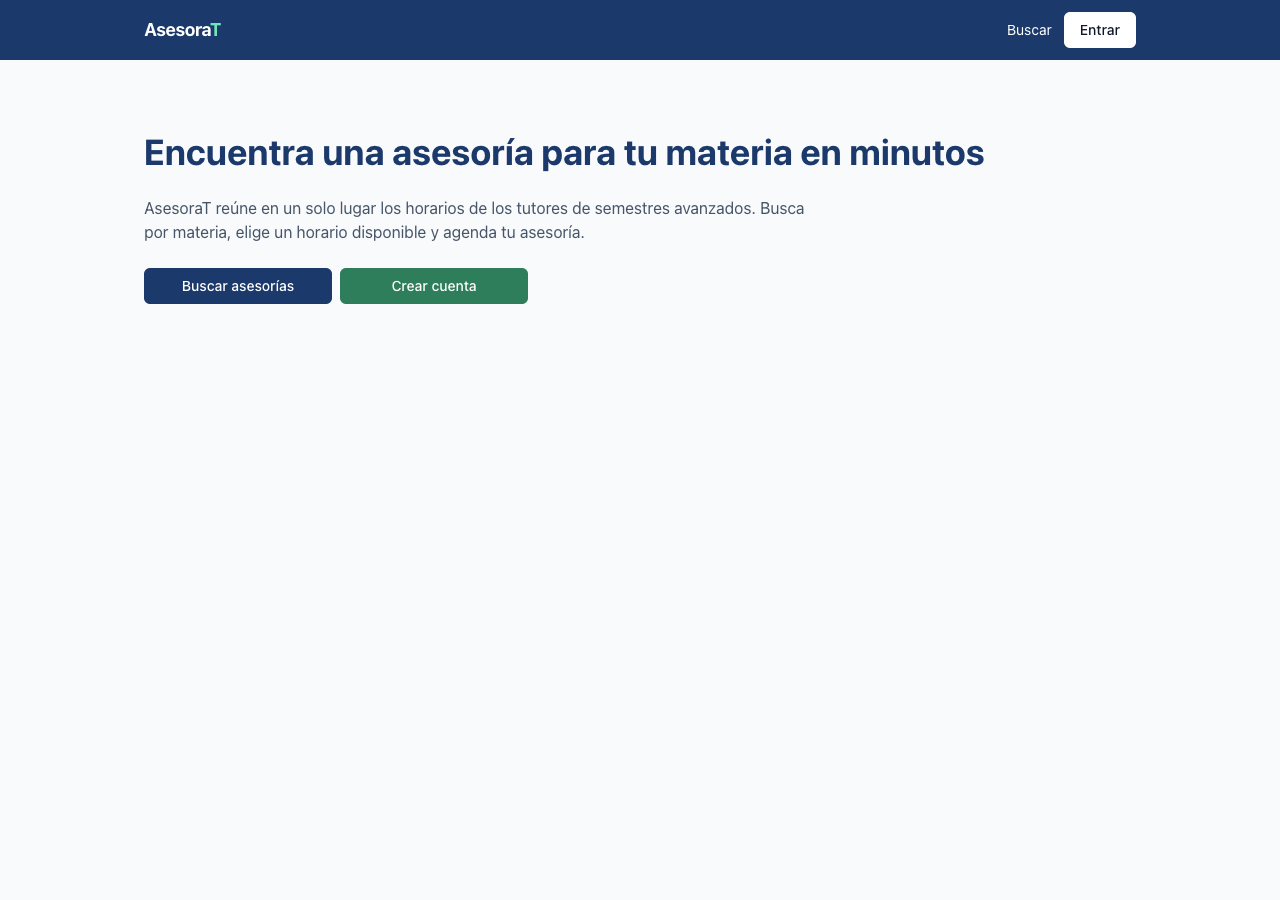 AsesoraT
Buscar
Entrar
Encuentra una asesoría para tu materia en minutos
AsesoraT reúne en un solo lugar los horarios de los tutores de semestres avanzados. Busca
por materia, elige un horario disponible y agenda tu asesoría.
Buscar asesorías
Crear cuenta